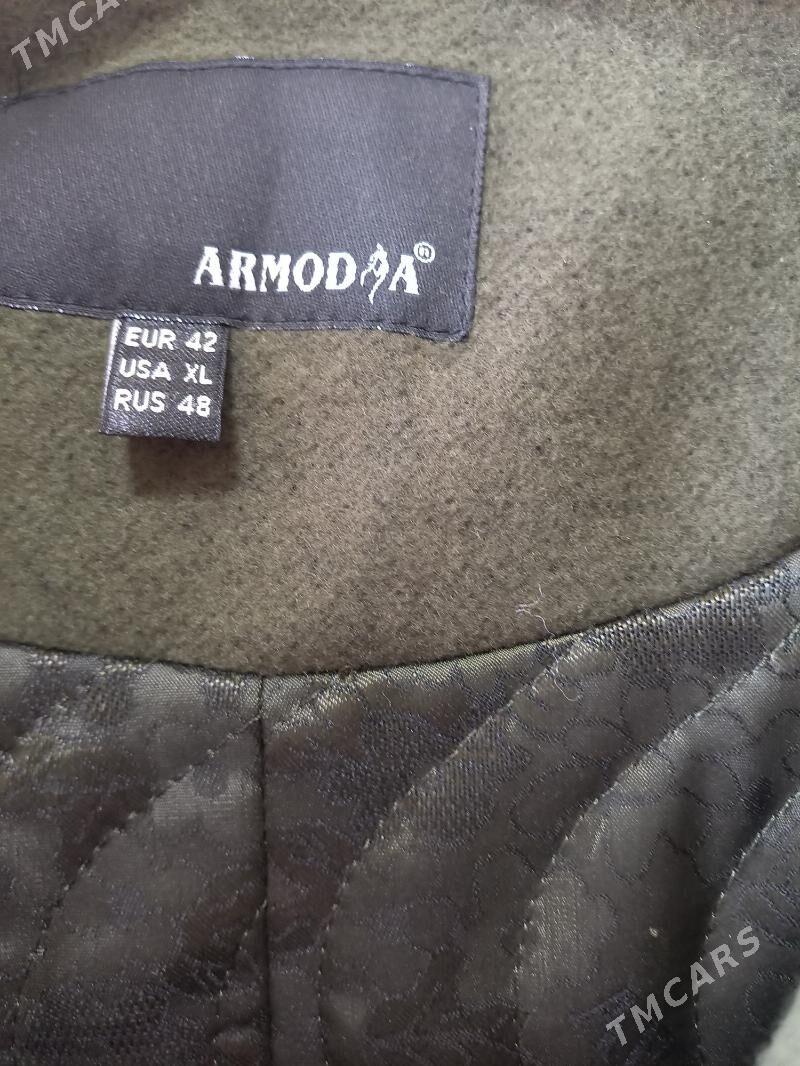 TMCARS
ARMODA®
EUR 42
USA XL
RUS 48
TMCARS